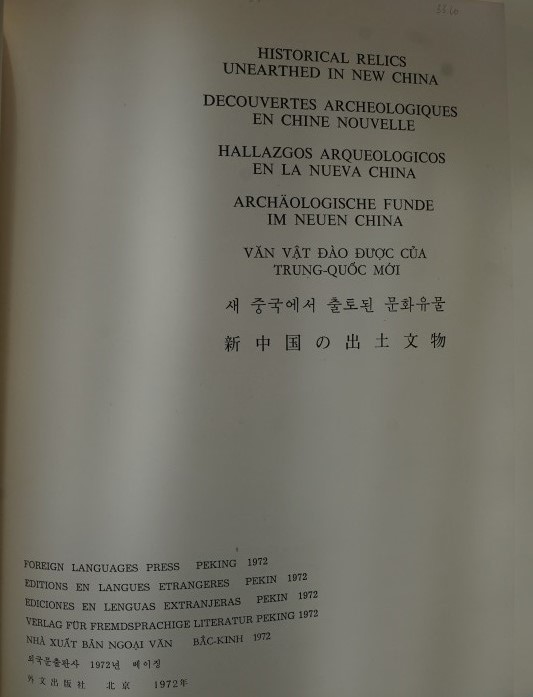 HISTORICAL RELICS
UNEARTHED IN NEW CHINA
DECOUVERTES ARCHEOLOGIQUES
EN CHINE NOUVELLE
HALLAZGOS ARQUEOLOGICOS
EN LA NUEVA CHINA
ARCHÄOLOGISCHE FUNDE
IM NEUEN CHINA
VĂN VẬT ĐÀO ĐƯỢC CỦA
TRUNG-QUỐC MỚI
새 중국에서 출토된 문화유물
新中国の出土文物
FOREIGN LANGUAGES PRESS PEKING 1972
EDITIONS EN LANGUES ETRANGERES PEKIN 1972
EDICIONES EN LENGUAS EXTRANJERAS PEKIN 1972
VERLAG FÜR FREMDSPRACHIGE LITERATUR PEKING 1972
NHÀ XUẤT BẢN NGOẠI VĂN BẮC-KINH 1972
외국문출판사 1972년 베이징
外文出版社 北京 1972年